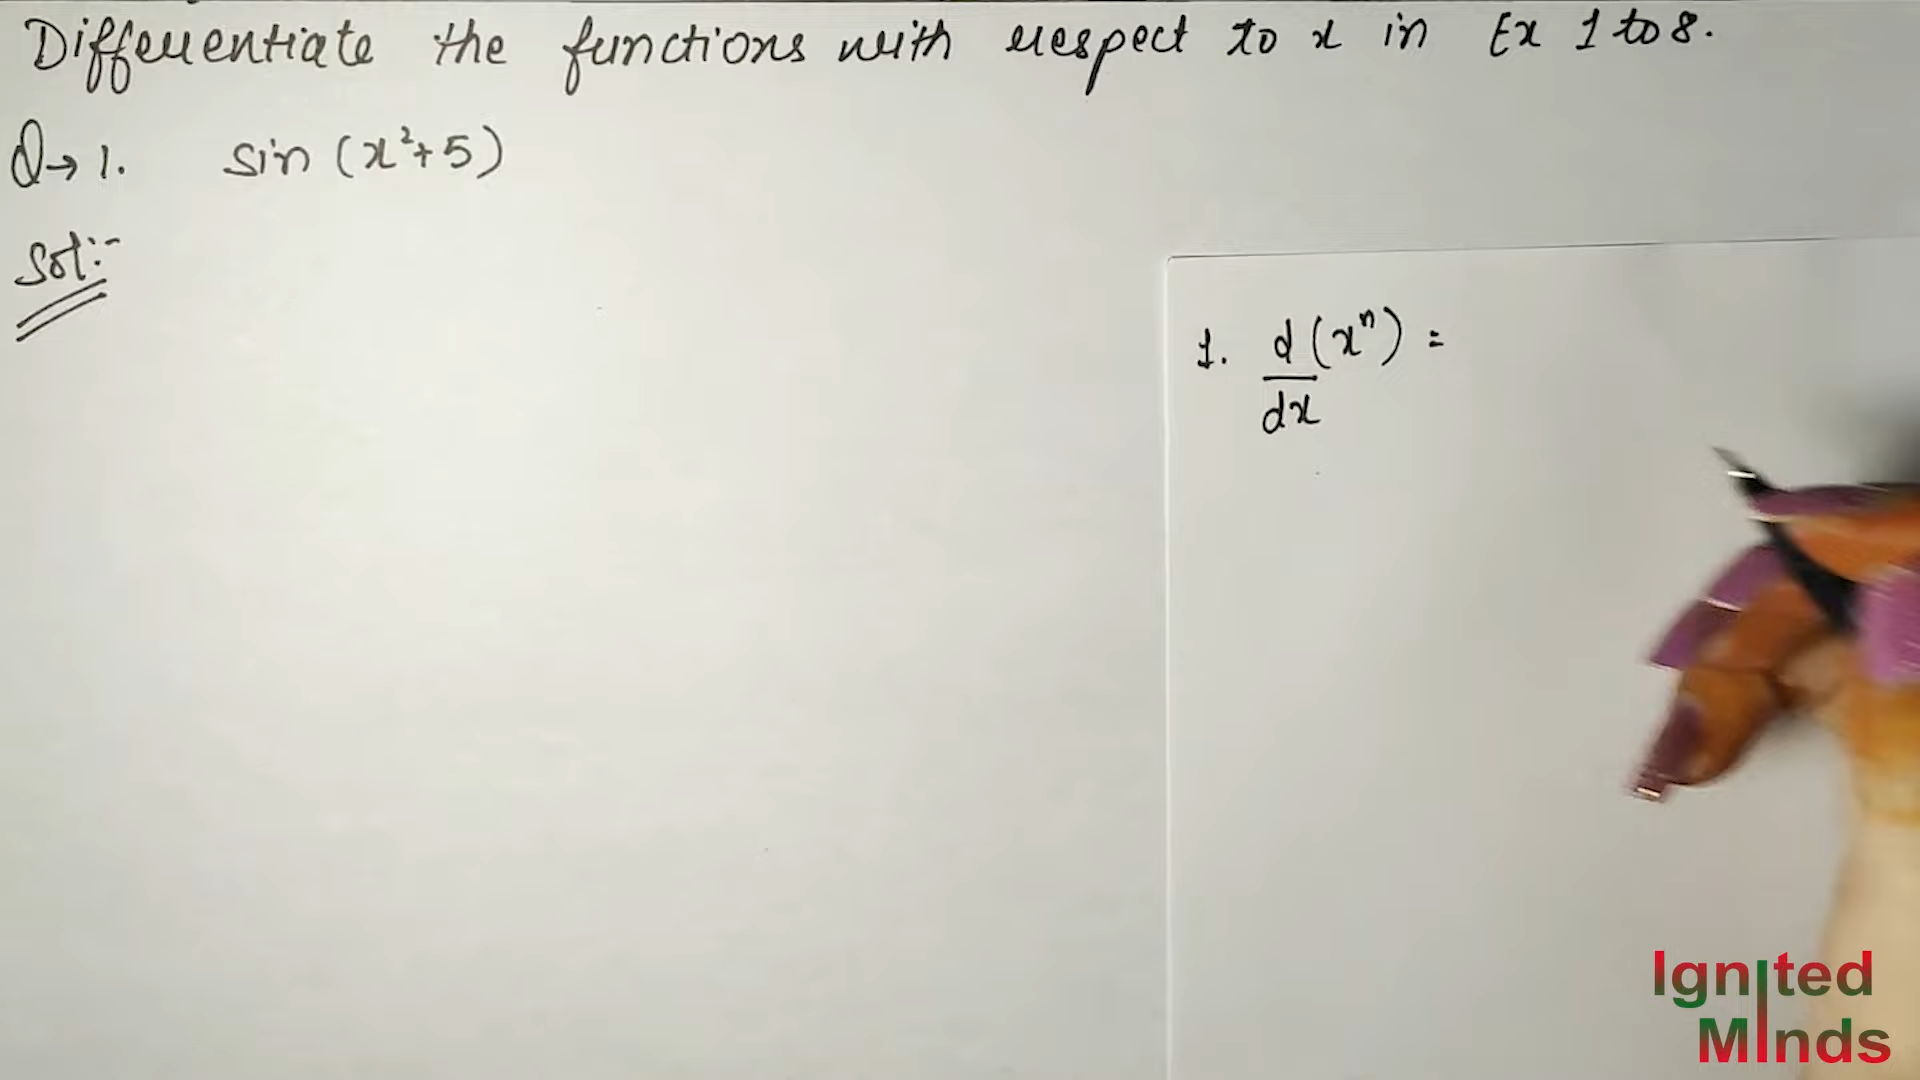 Differentiate the functions with respect to x in Ex 1 to 8.
Q→1. sin (x²+5)
Sol:-
1. d/dx (xⁿ) =
Ignited
Minds